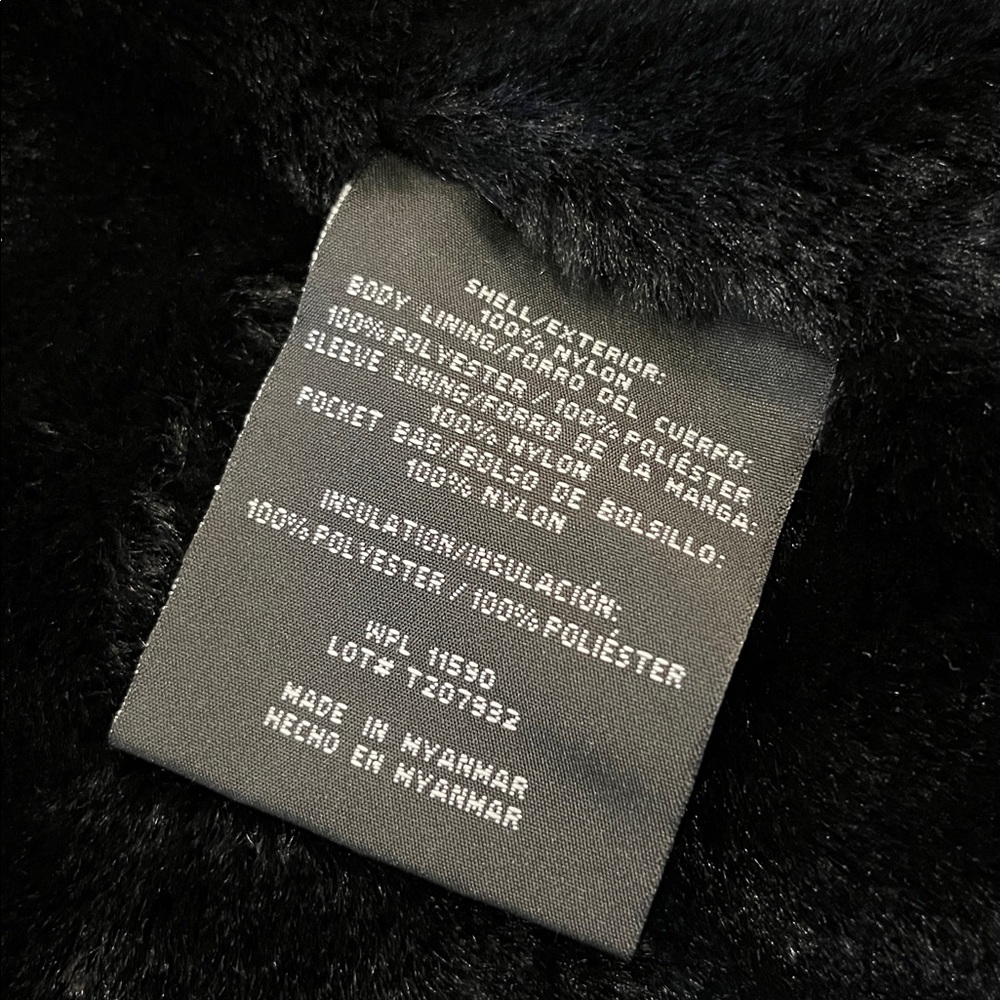 SHELL/EXTERIOR:
100% NYLON
BODY LINING/FORRO DEL CUERPO:
100% POLYESTER / 100% POLIÉSTER
SLEEVE LINING/FORRO DE LA MANGA:
100% NYLON
POCKET BAG/BOLSO DE BOLSILLO:
100% NYLON
INSULATION/INSULACIÓN:
100% POLYESTER / 100% POLIÉSTER
WPL 11590
LOT# T207992
MADE IN MYANMAR
HECHO EN MYANMAR